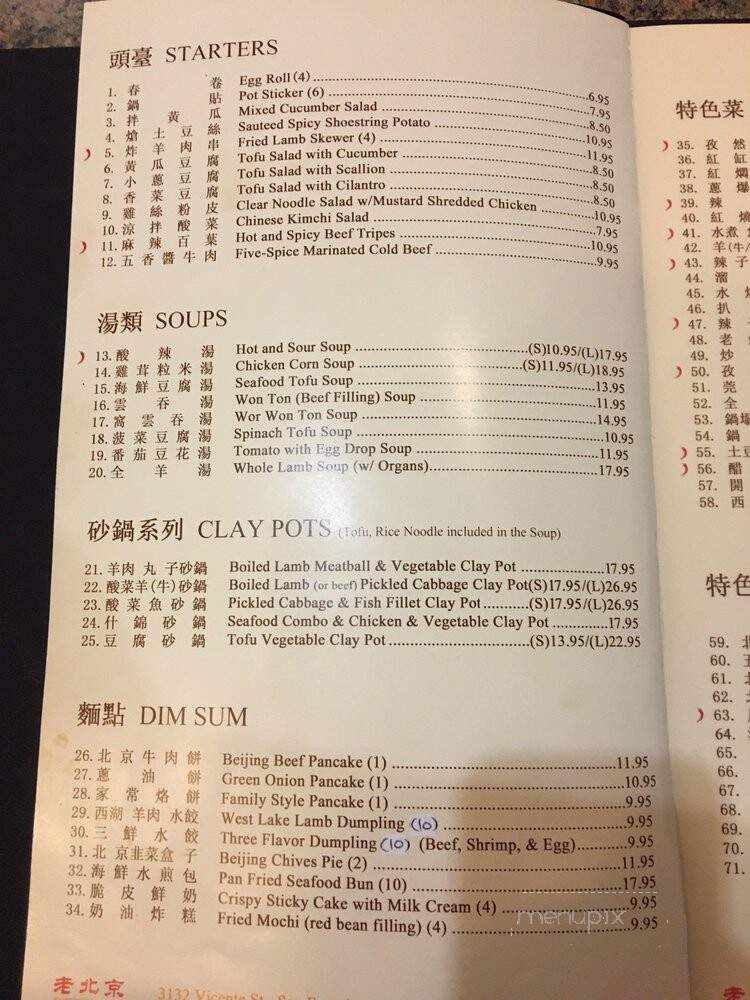 頭臺 STARTERS
1. 春卷 Egg Roll (4) 6.95
2. 鍋貼 Pot Sticker (6) 7.95
3. 拌黃瓜 Mixed Cucumber Salad 8.50
4. 熗土豆絲 Sauteed Spicy Shoestring Potato 10.95
5. 炸羊肉串 Fried Lamb Skewer (4) 11.95
6. 黃瓜豆腐 Tofu Salad with Cucumber 8.50
7. 小蔥豆腐 Tofu Salad with Scallion 8.50
8. 香菜豆腐 Tofu Salad with Cilantro 8.50
9. 雞絲粉皮 Clear Noodle Salad w/Mustard Shredded Chicken 10.95
10. 涼拌酸菜 Chinese Kimchi Salad 7.95
11. 麻辣百葉 Hot and Spicy Beef Tripes 10.95
12. 五香醬牛肉 Five-Spice Marinated Cold Beef 9.95
湯類 SOUPS
13. 酸辣湯 Hot and Sour Soup (S)10.95/(L)17.95
14. 雞茸粒米湯 Chicken Corn Soup (S)11.95/(L)18.95
15. 海鮮豆腐湯 Seafood Tofu Soup 13.95
16. 雲吞湯 Won Ton (Beef Filling) Soup 11.95
17. 窩雲吞湯 Wor Won Ton Soup 14.95
18. 菠菜豆腐湯 Spinach Tofu Soup 10.95
19. 番茄豆花湯 Tomato with Egg Drop Soup 11.95
20. 全羊湯 Whole Lamb Soup (w/ Organs) 17.95
砂鍋系列 CLAY POTS (Tofu, Rice Noodle included in the Soup)
21. 羊肉丸子砂鍋 Boiled Lamb Meatball & Vegetable Clay Pot 17.95
22. 酸菜羊(牛)砂鍋 Boiled Lamb (or beef) Pickled Cabbage Clay Pot(S)17.95/(L)26.95
23. 酸菜魚砂鍋 Pickled Cabbage & Fish Fillet Clay Pot (S)17.95/(L)26.95
24. 什錦砂鍋 Seafood Combo & Chicken & Vegetable Clay Pot 17.95
25. 豆腐砂鍋 Tofu Vegetable Clay Pot (S)13.95/(L)22.95
麵點 DIM SUM
26. 北京牛肉餅 Beijing Beef Pancake (1) 11.95
27. 蔥油餅 Green Onion Pancake (1) 10.95
28. 家常烙餅 Family Style Pancake (1) 9.95
29. 西湖羊肉水餃 West Lake Lamb Dumpling (10) 9.95
30. 三鮮水餃 Three Flavor Dumpling (10) (Beef, Shrimp, & Egg) 9.95
31. 北京韭菜盒子 Beijing Chives Pie (2) 11.95
32. 海鮮水煎包 Pan Fried Seafood Bun (10) 17.95
33. 脆皮鮮奶 Crispy Sticky Cake with Milk Cream (4) 9.95
34. 奶油炸糕 Fried Mochi (red bean filling) (4) 9.95
menupix
老北京 3132 Vicente St.
特色菜
35. 孜然
36. 紅缸
37. 紅燜
38. 蔥爆
39. 辣
40. 紅燒
41. 水煮
42. 羊(牛/
43. 辣子
44. 溜
45. 水
46. 扒
47. 辣
48. 老
49. 炒
50. 孜
51. 莞
52. 全
53. 鍋塌
54. 鍋
55. 土豆
56. 醋
57. 開
58. 西
特色
59. 北
60. 五
61.
62.
63.
64.
65.
66.
67.
68.
69.
70.
71.
老